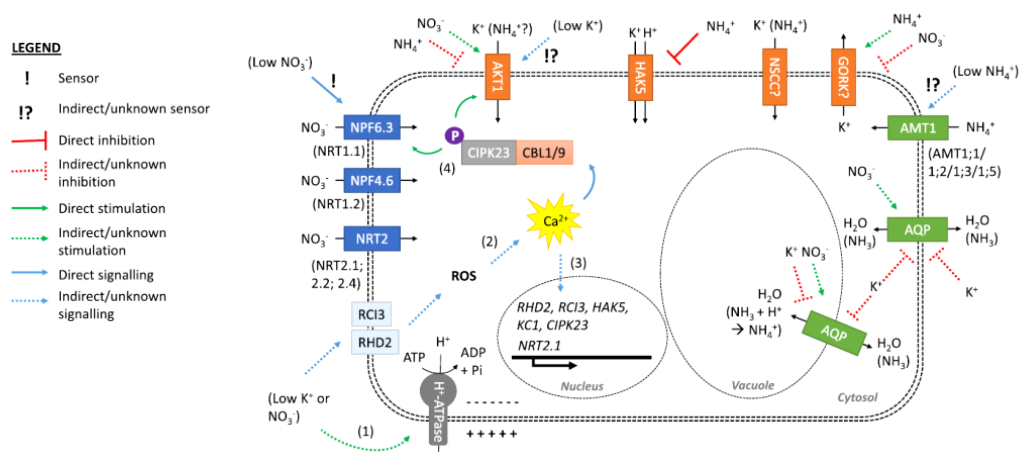 LEGEND
! Sensor
!? Indirect/unknown sensor
Direct inhibition
Indirect/unknown
inhibition
Direct stimulation
Indirect/unknown
stimulation
Direct signalling
Indirect/unknown
signalling
(Low NO₃⁻)
!
NO₃⁻
NH₄⁺
K⁺ (NH₄⁺?)
(Low K⁺)
!?
AKT1
K⁺ H⁺
NH₄⁺
HAK5
K⁺ (NH₄⁺)
NSCC?
GORK?
K⁺
NH₄⁺
NO₃⁻
!?
(Low NH₄⁺)
AMT1
NH₄⁺
(AMT1;1/
1;2/1;3/1;5)
NO₃⁻
NPF6.3
(NRT1.1)
NO₃⁻
NPF4.6
(NRT1.2)
NO₃⁻
NRT2
(NRT2.1;
2.2; 2.4)
P
CIPK23
CBL1/9
(4)
Ca²⁺
(2)
(3)
ROS
RCI3
RHD2
(Low K⁺ or
NO₃⁻)
(1)
ATP
H⁺
ADP
+ Pi
H⁺-ATPase
- - - - - - -
+ + + + +
RHD2, RCI3, HAK5,
KC1, CIPK23
NRT2.1
Nucleus
Vacuole
Cytosol
NO₃⁻
H₂O
(NH₃)
AQP
H₂O
(NH₃)
K⁺
K⁺
K⁺ NO₃⁻
H₂O
(NH₃ + H⁺
→ NH₄⁺)
AQP
H₂O
(NH₃)